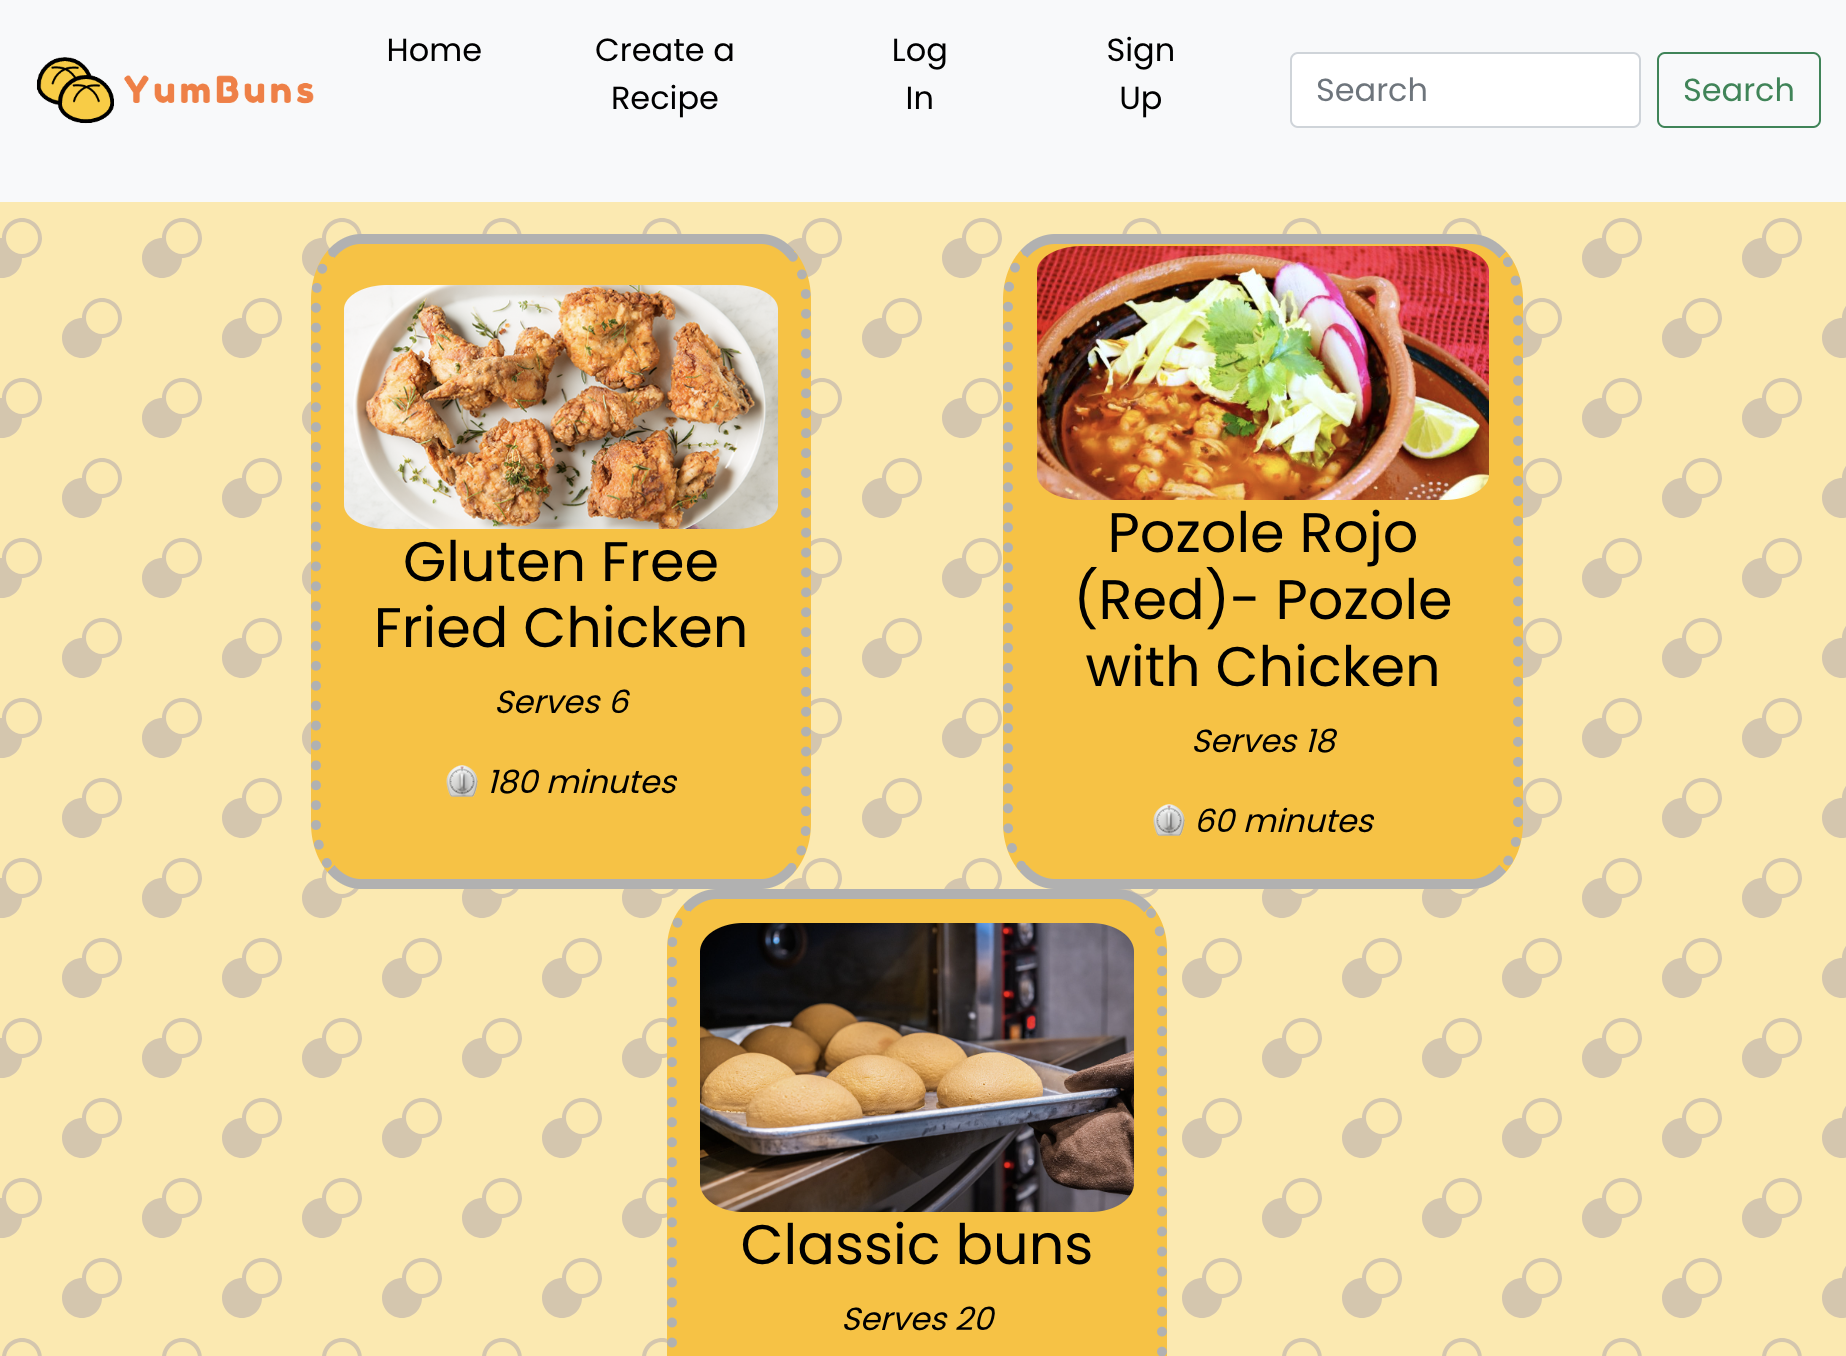 YumBuns
Home
Create a
Recipe
Log
In
Sign
Up
Search
Search
Gluten Free
Fried Chicken
Serves 6
180 minutes
Pozole Rojo
(Red)- Pozole
with Chicken
Serves 18
60 minutes
Classic buns
Serves 20